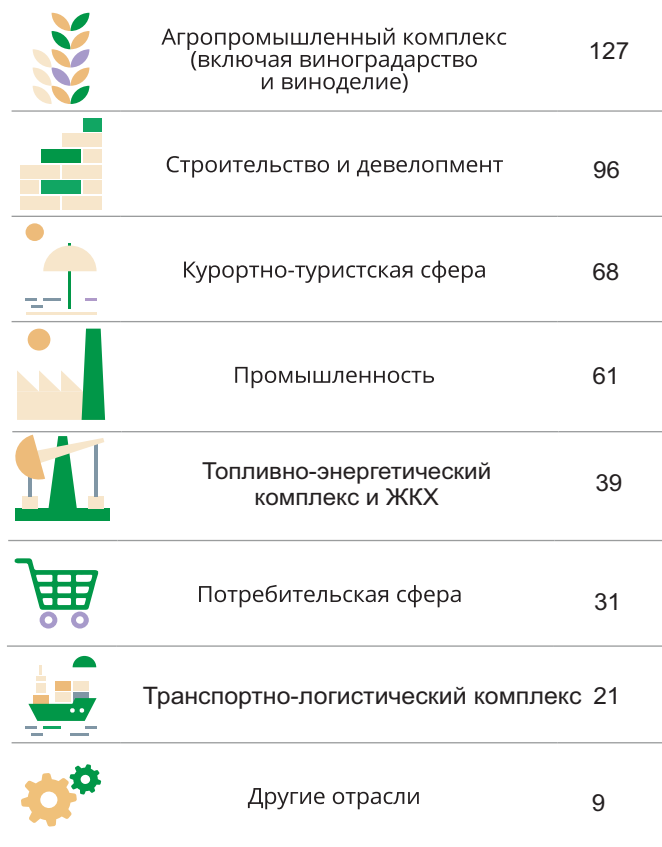 Агропромышленный комплекс
(включая виноградарство
и виноделие)
127
Строительство и девелопмент
96
Курортно-туристская сфера
68
Промышленность
61
Топливно-энергетический
комплекс и ЖКХ
39
Потребительская сфера
31
Транспортно-логистический комплекс 21
Другие отрасли
9